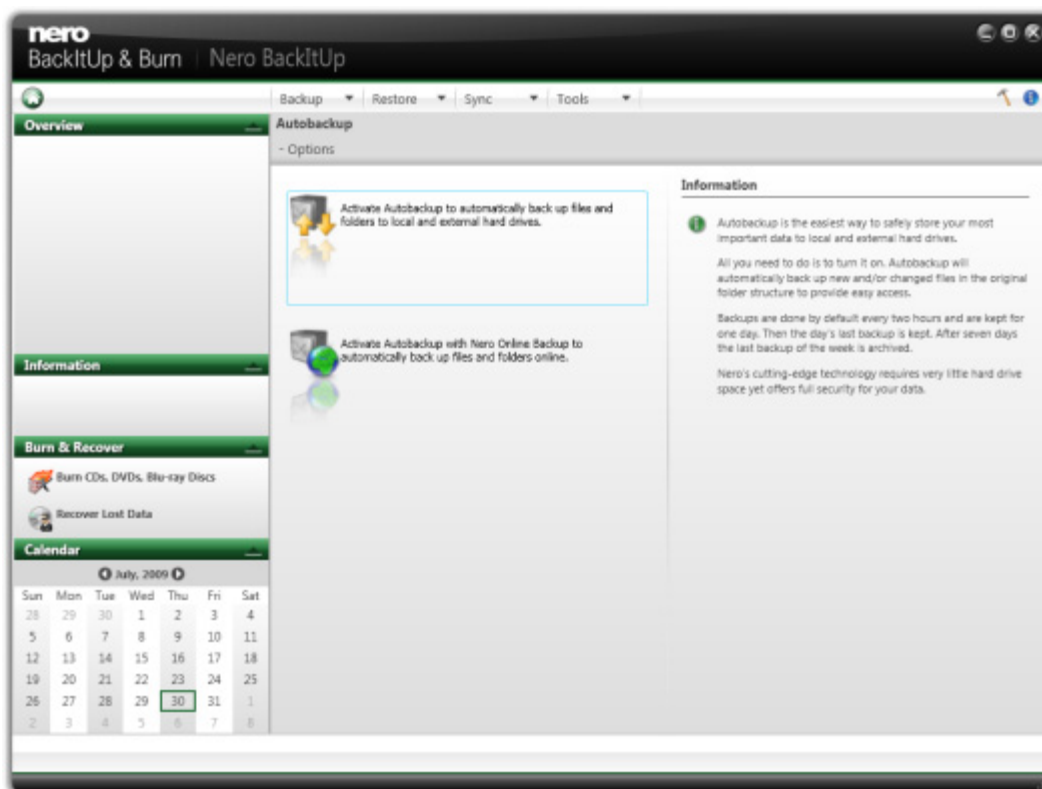 nero
BackItUp & Burn | Nero BackItUp
Backup Restore Sync Tools
Overview
Autobackup
- Options
Activate Autobackup to automatically back up files and
folders to local and external hard drives.
Activate Autobackup with Nero Online Backup to
automatically back up files and folders online.
Information
Autobackup is the easiest way to safely store your most
important data to local and external hard drives.
All you need to do is to turn it on. Autobackup will
automatically back up new and/or changed files in the original
folder structure to provide easy access.
Backups are done by default every two hours and are kept for
one day. Then the day's last backup is kept. After seven days
the last backup of the week is archived.
Nero's cutting-edge technology requires very little hard drive
space yet offers full security for your data.
Information
Burn & Recover
Burn CDs, DVDs, Blu-ray Discs
Recover Lost Data
Calendar
July, 2009
Sun Mon Tue Wed Thu Fri Sat
28 29 30 1 2 3 4
5 6 7 8 9 10 11
12 13 14 15 16 17 18
19 20 21 22 23 24 25
26 27 28 29 30 31 1
2 3 4 5 6 7 8